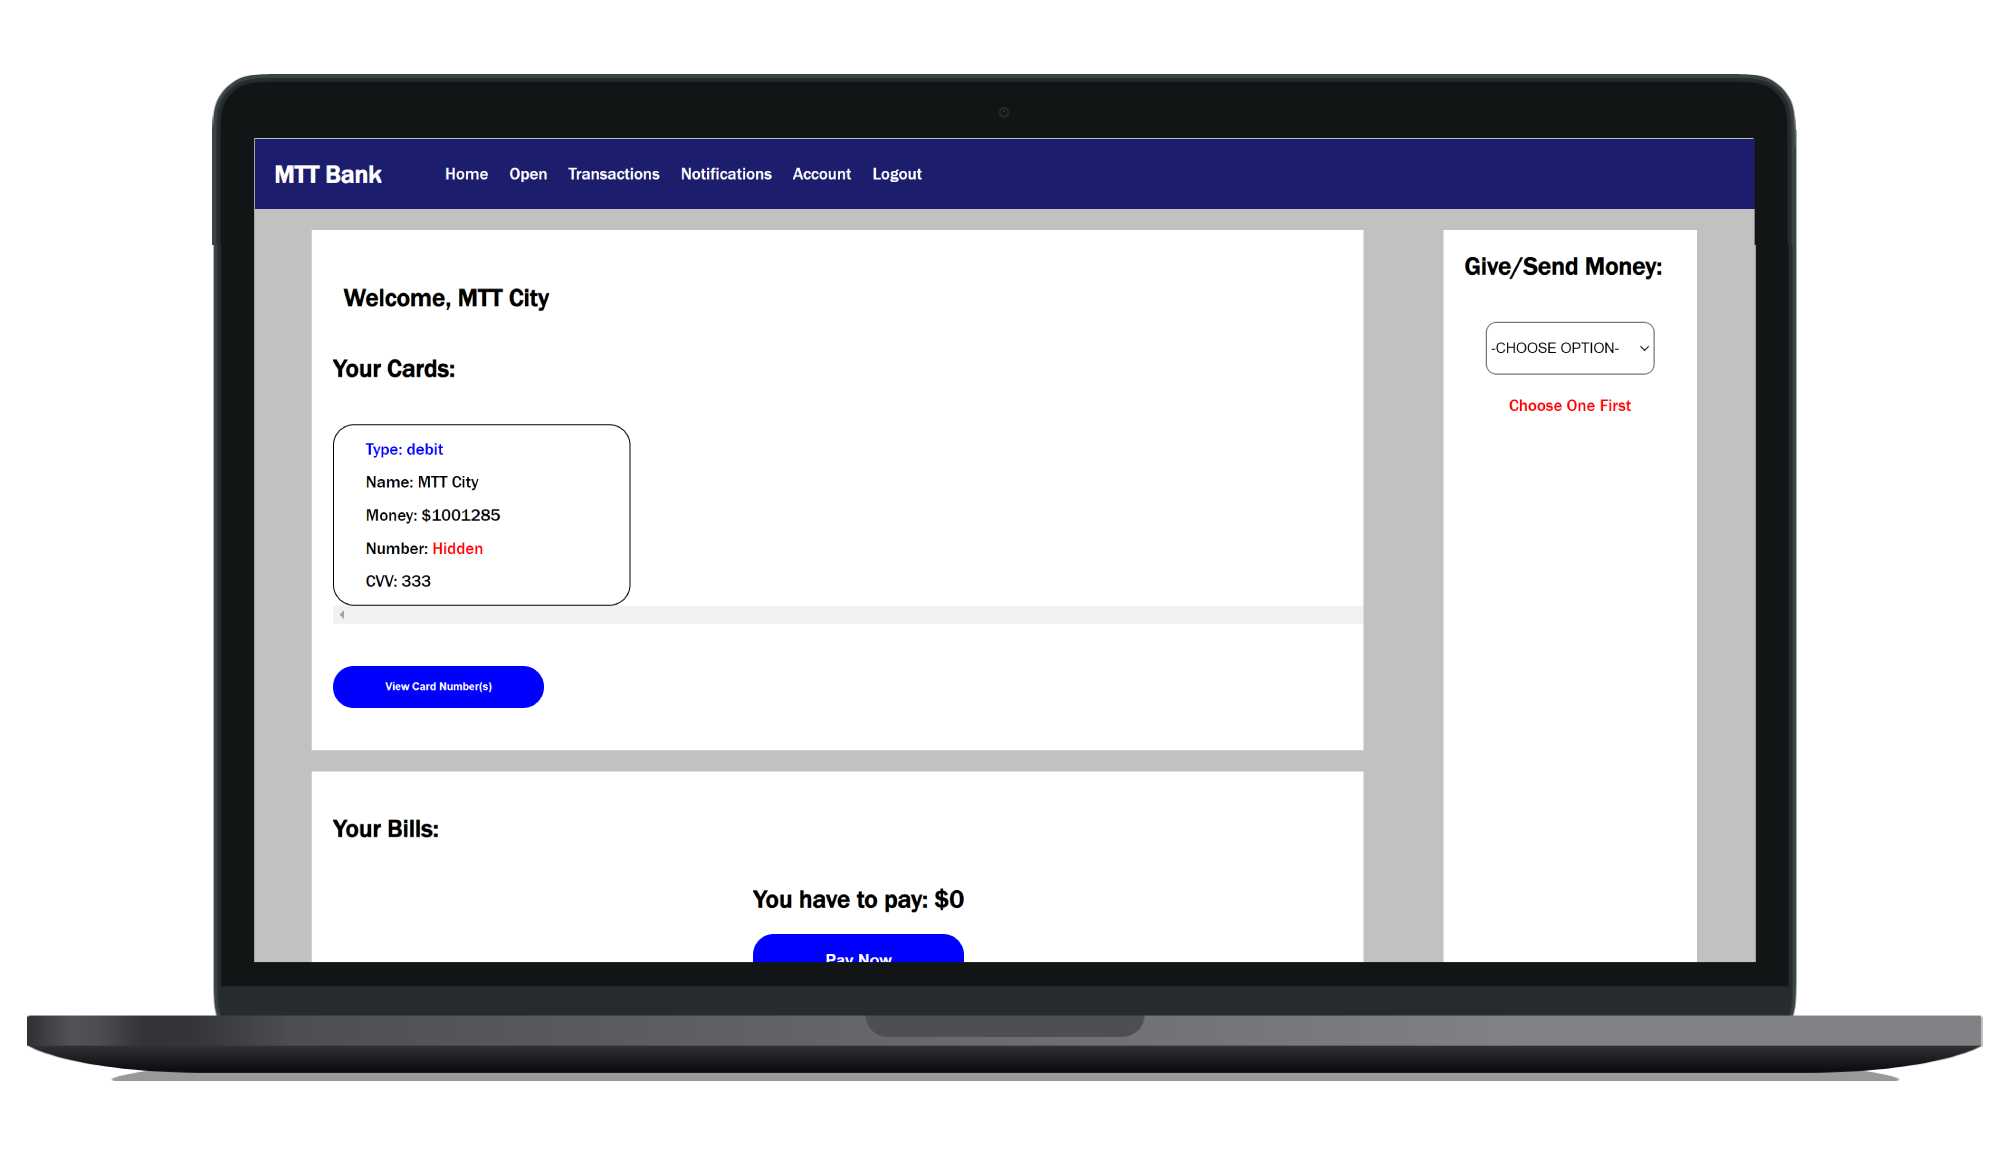 MTT Bank Home Open Transactions Notifications Account Logout
Welcome, MTT City
Your Cards:
Type: debit
Name: MTT City
Money: $1001285
Number: Hidden
CVV: 333
View Card Number(s)
Your Bills:
You have to pay: $0
Pay Now
Give/Send Money:
-CHOOSE OPTION-
Choose One First